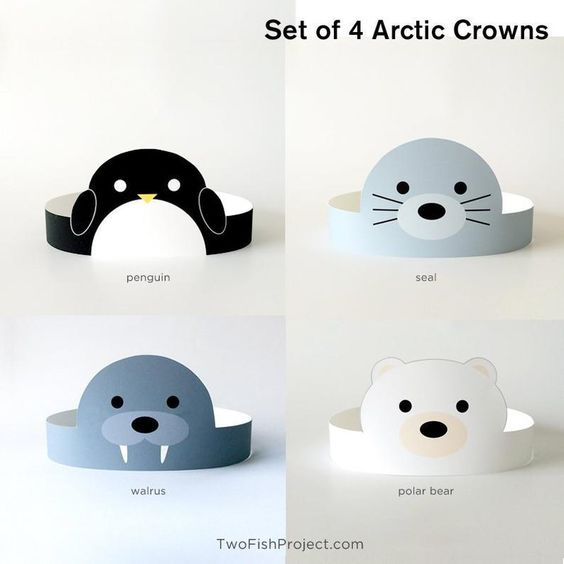 Set of 4 Arctic Crowns
penguin
seal
walrus
polar bear
TwoFishProject.com